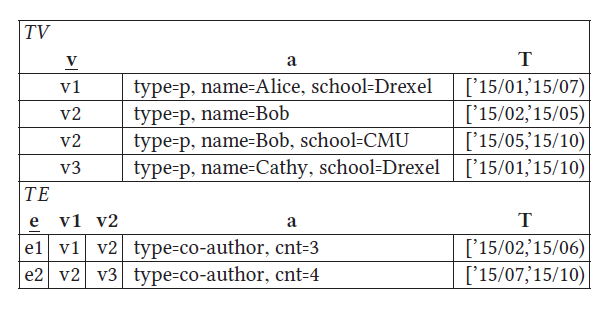 TV
v a T
v1 type=p, name=Alice, school=Drexel ['15/01,'15/07)
v2 type=p, name=Bob ['15/02,'15/05)
v2 type=p, name=Bob, school=CMU ['15/05,'15/10)
v3 type=p, name=Cathy, school=Drexel ['15/01,'15/10)
TE
e v1 v2 a T
e1 v1 v2 type=co-author, cnt=3 ['15/02,'15/06)
e2 v2 v3 type=co-author, cnt=4 ['15/07,'15/10)